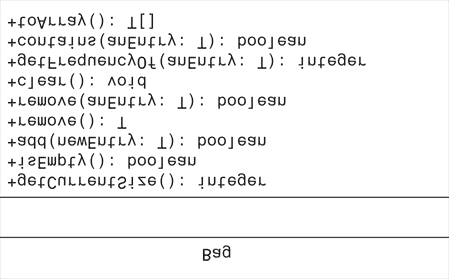 Bag
+getCurrentSize(): integer
+isEmpty(): boolean
+add(newEntry: T): boolean
+remove(): T
+remove(anEntry: T): boolean
+clear(): void
+getFrequencyOf(anEntry: T): integer
+contains(anEntry: T): boolean
+toArray(): T[]